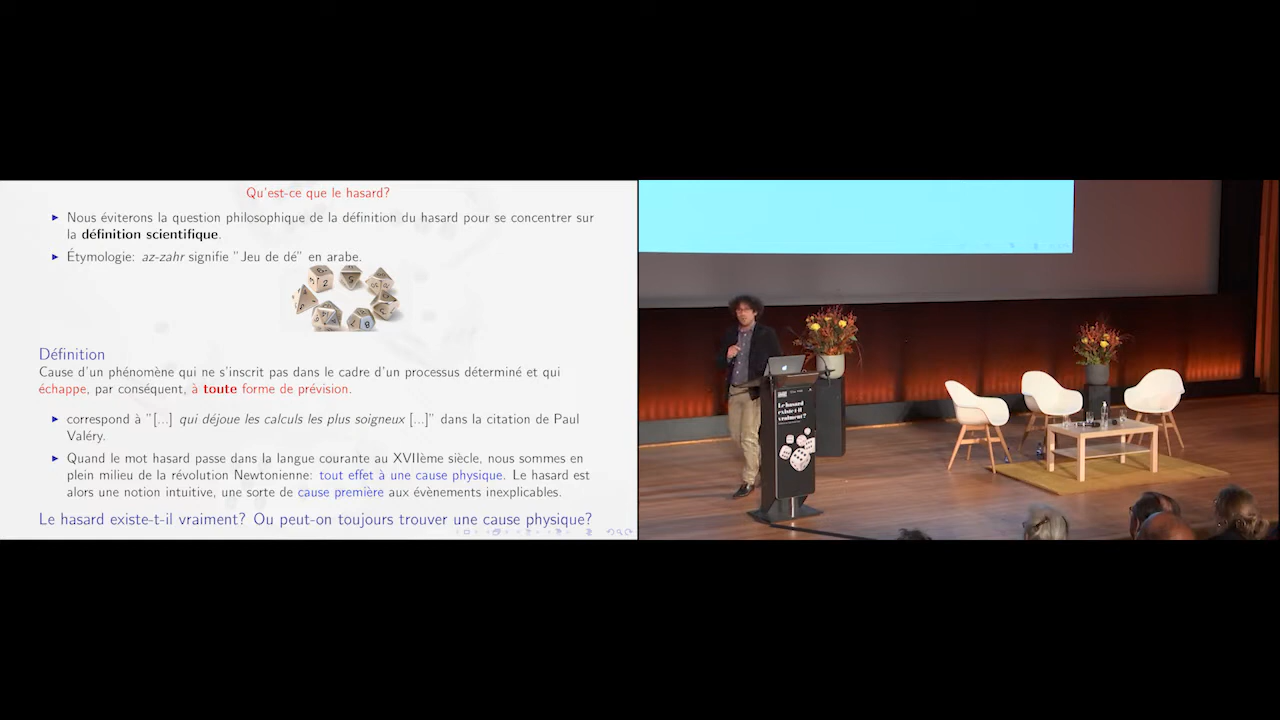 Qu'est-ce que le hasard?
▶ Nous éviterons la question philosophique de la définition du hasard pour se concentrer sur
la définition scientifique.
▶ Étymologie: az-zahr signifie "Jeu de dé" en arabe.
Définition
Cause d'un phénomène qui ne s'inscrit pas dans le cadre d'un processus déterminé et qui
échappe, par conséquent, à toute forme de prévision.
▶ correspond à "[...] qui déjoue les calculs les plus soigneux [...]" dans la citation de Paul
Valéry.
▶ Quand le mot hasard passe dans la langue courante au XVIIème siècle, nous sommes en
plein milieu de la révolution Newtonienne: tout effet à une cause physique. Le hasard est
alors une notion intuitive, une sorte de cause première aux évènements inexplicables.
Le hasard existe-t-il vraiment? Ou peut-on toujours trouver une cause physique?
Le hasard
existe-t-il
vraiment?